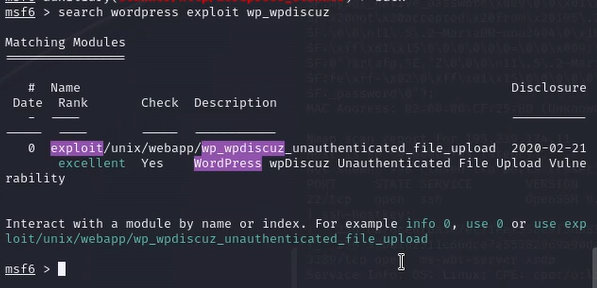 msf6 > search wordpress exploit wp_wpdiscuz
Matching Modules
================
# Name Disclosure
Date Rank Check Description
- ---- ----------
---- ---- ----- -----------
0 exploit/unix/webapp/wp_wpdiscuz_unauthenticated_file_upload 2020-02-21
excellent Yes WordPress wpDiscuz Unauthenticated File Upload Vulne
rability
Interact with a module by name or index. For example info 0, use 0 or use exp
loit/unix/webapp/wp_wpdiscuz_unauthenticated_file_upload
msf6 >